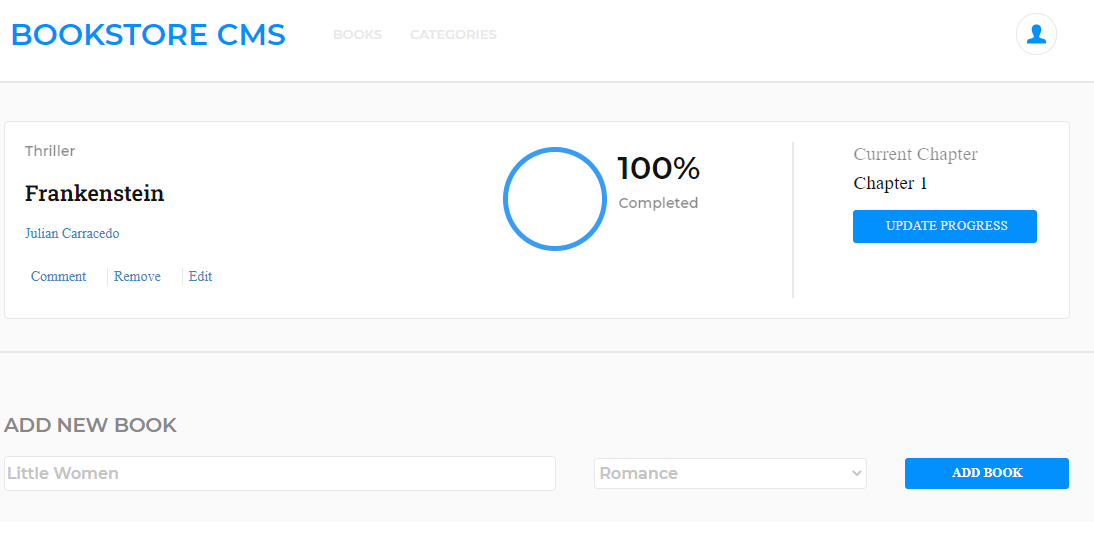 BOOKSTORE CMS
BOOKS
CATEGORIES
Thriller
Frankenstein
Julian Carracedo
Comment
Remove
Edit
100%
Completed
Current Chapter
Chapter 1
UPDATE PROGRESS
ADD NEW BOOK
Little Women
Romance
ADD BOOK